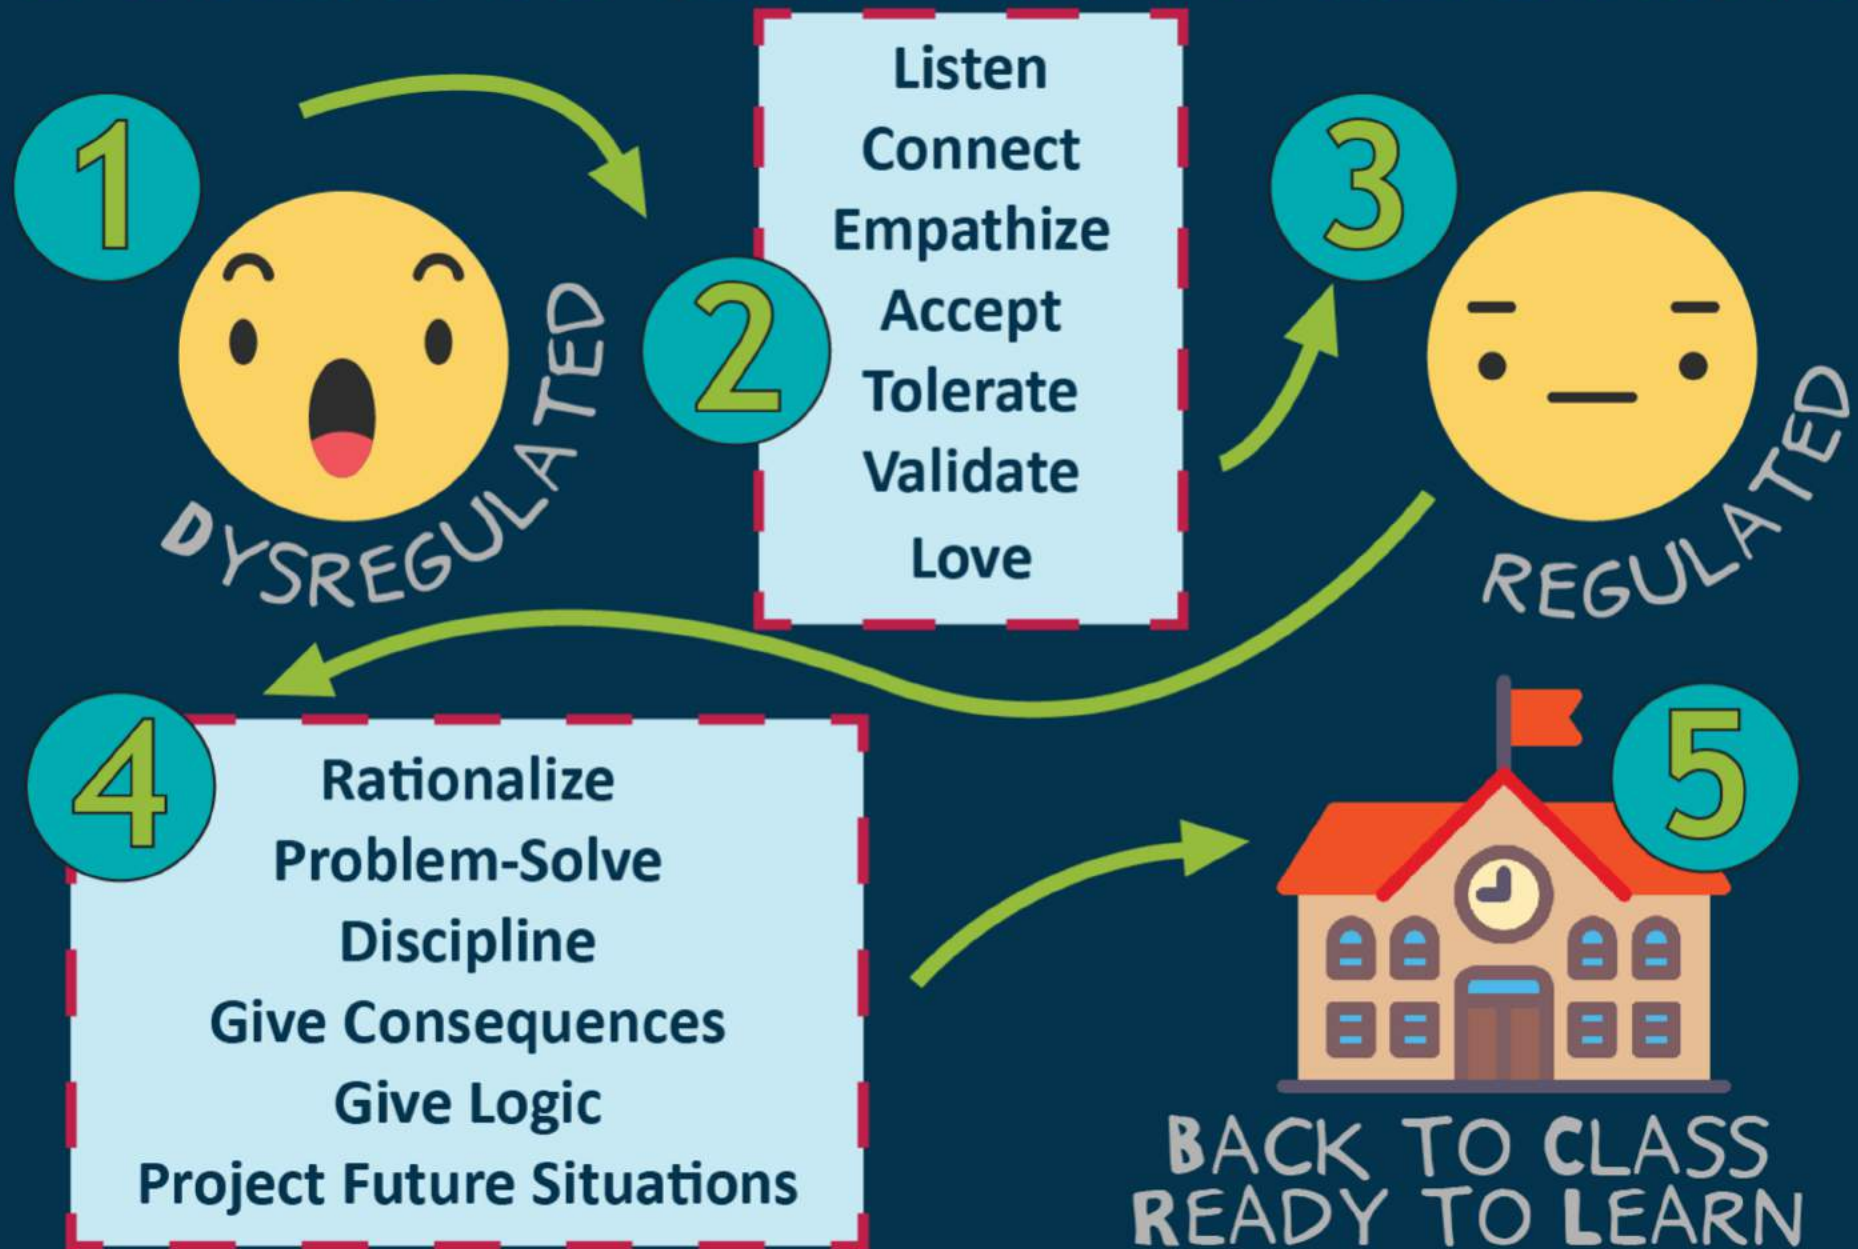 1
DYSREGULATED
2
Listen
Connect
Empathize
Accept
Tolerate
Validate
Love
3
REGULATED
4
Rationalize
Problem-Solve
Discipline
Give Consequences
Give Logic
Project Future Situations
5
BACK TO CLASS
READY TO LEARN